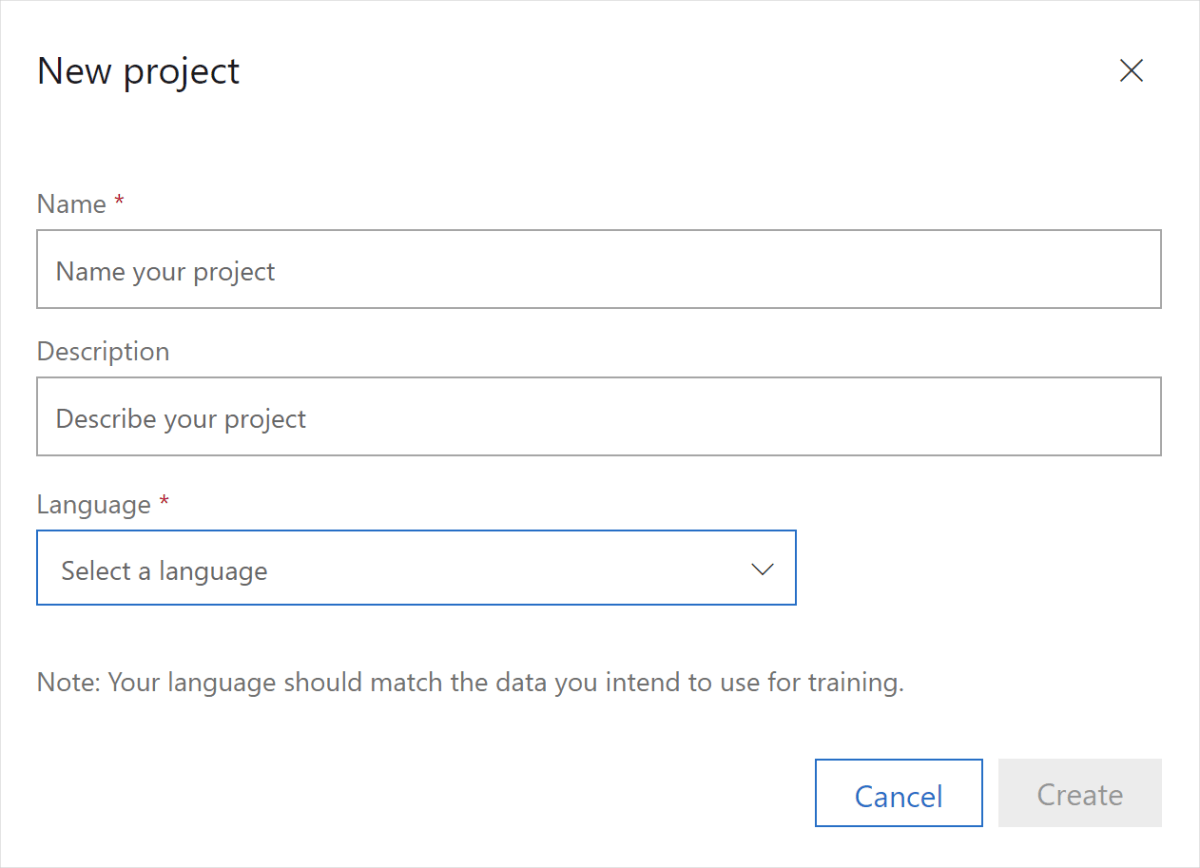 New project
Name *
Name your project
Description
Describe your project
Language *
Select a language
Note: Your language should match the data you intend to use for training.
Cancel
Create